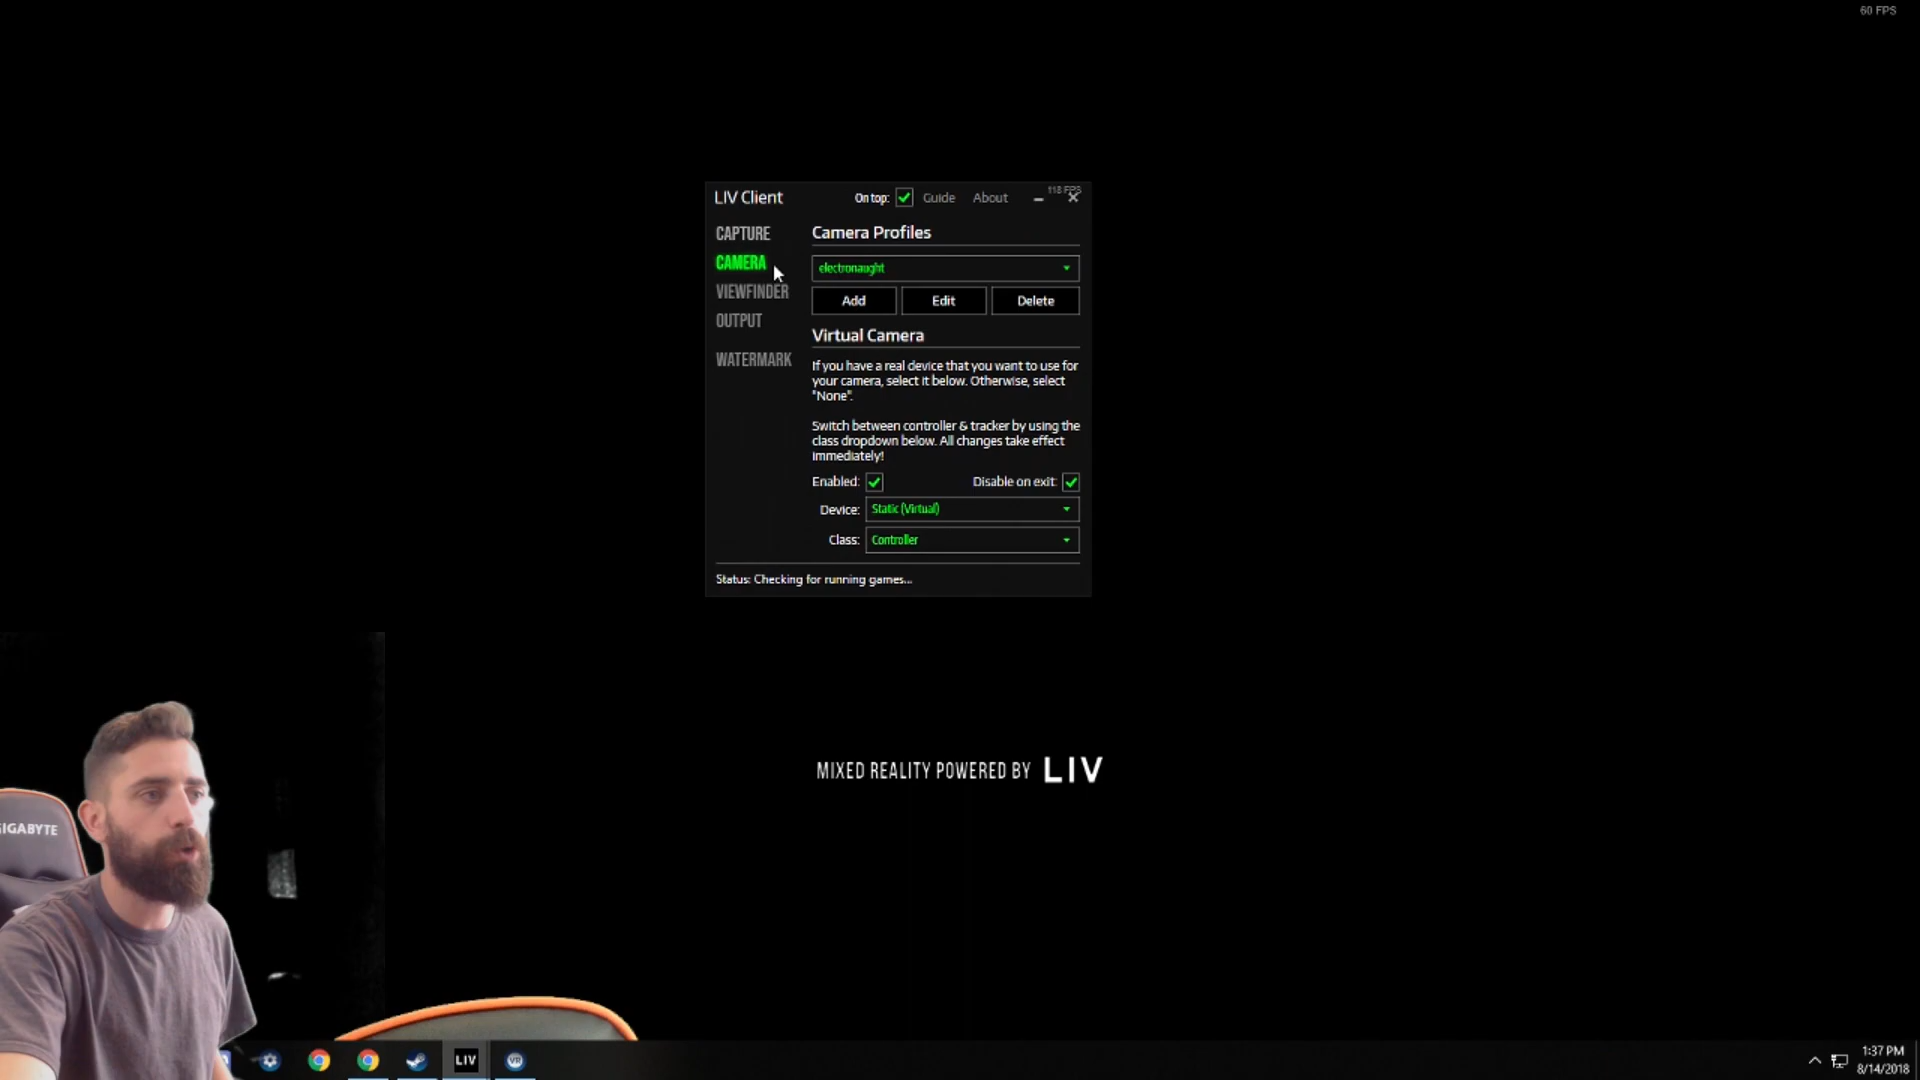 60 FPS
LIV Client
On top:
Guide
About
118 FPS
CAPTURE
CAMERA
VIEWFINDER
OUTPUT
WATERMARK
Camera Profiles
electronaught
Add
Edit
Delete
Virtual Camera
If you have a real device that you want to use for
your camera, select it below. Otherwise, select
"None".
Switch between controller & tracker by using the
class dropdown below. All changes take effect
immediately!
Enabled:
Disable on exit:
Device:
Static (Virtual)
Class:
Controller
Status: Checking for running games...
MIXED REALITY POWERED BY LIV
GIGABYTE
LIV
VR
1:37 PM
8/14/2018